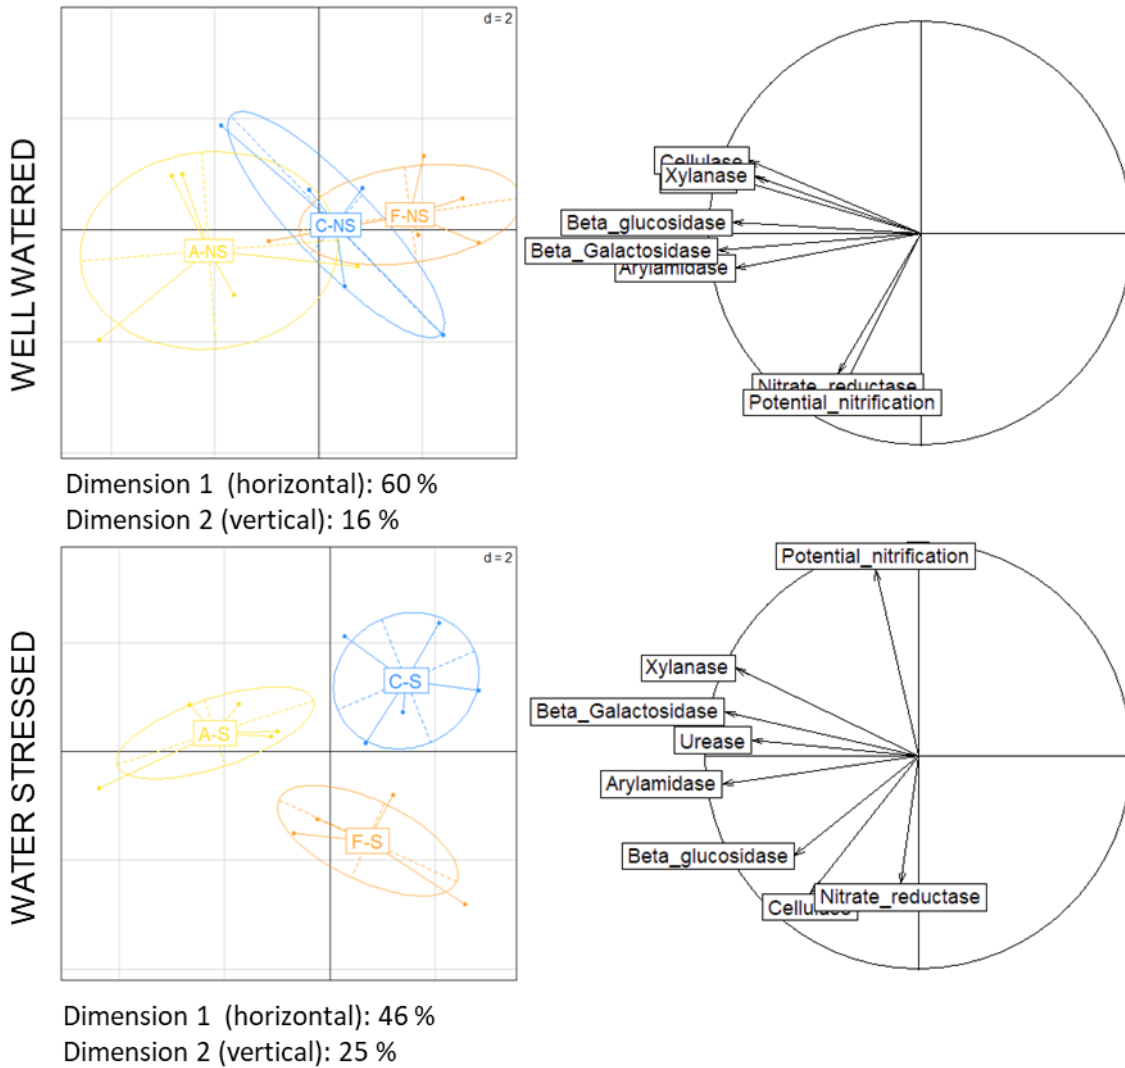 WELL WATERED
d = 2
C-NS
F-NS
A-NS
Cellulase
Xylanase
Beta_glucosidase
Beta_Galactosidase
Arylamidase
Nitrate_reductase
Potential_nitrification
Dimension 1 (horizontal): 60 %
Dimension 2 (vertical): 16 %
WATER STRESSED
d = 2
C-S
A-S
F-S
Potential_nitrification
Xylanase
Beta_Galactosidase
Urease
Arylamidase
Beta_glucosidase
Cellulase
Nitrate_reductase
Dimension 1 (horizontal): 46 %
Dimension 2 (vertical): 25 %